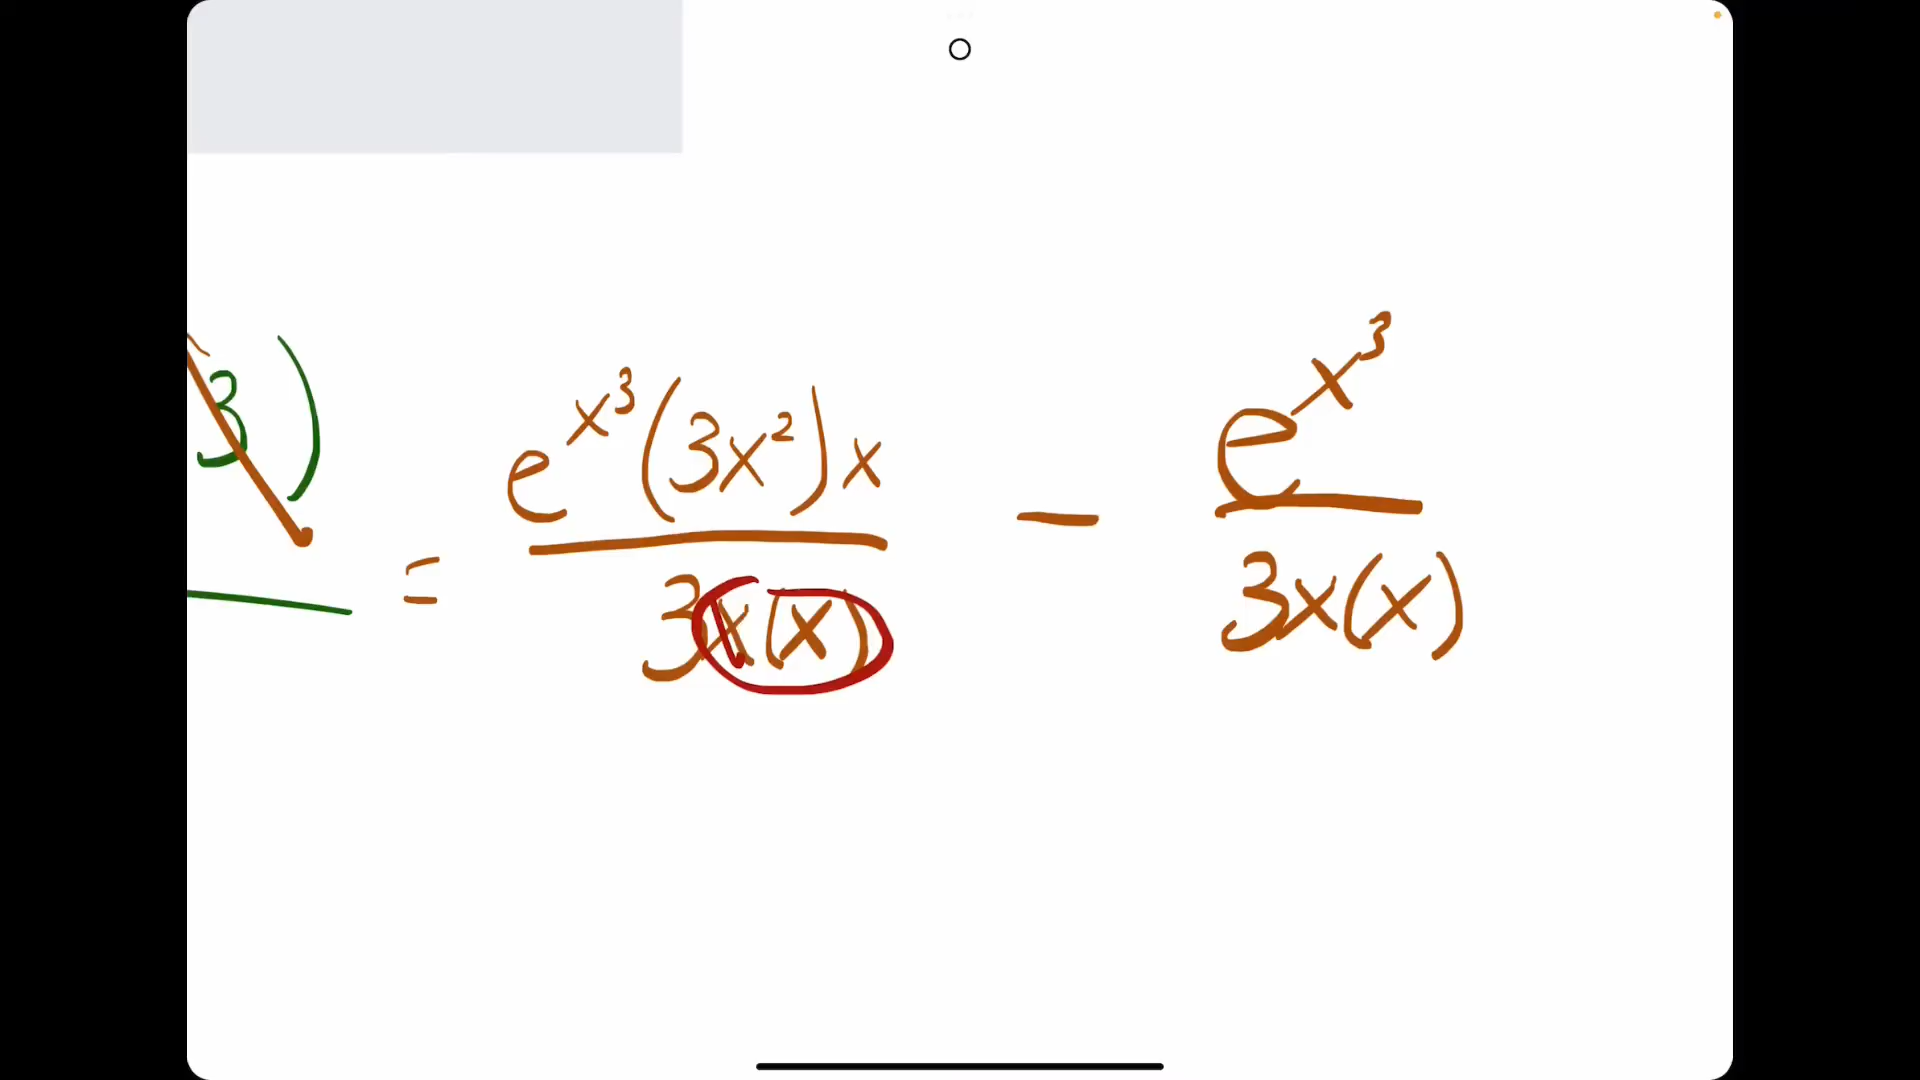 3) = e^{x^3}(3x^2)x / 3x(x) − e^{x^3} / 3x(x)